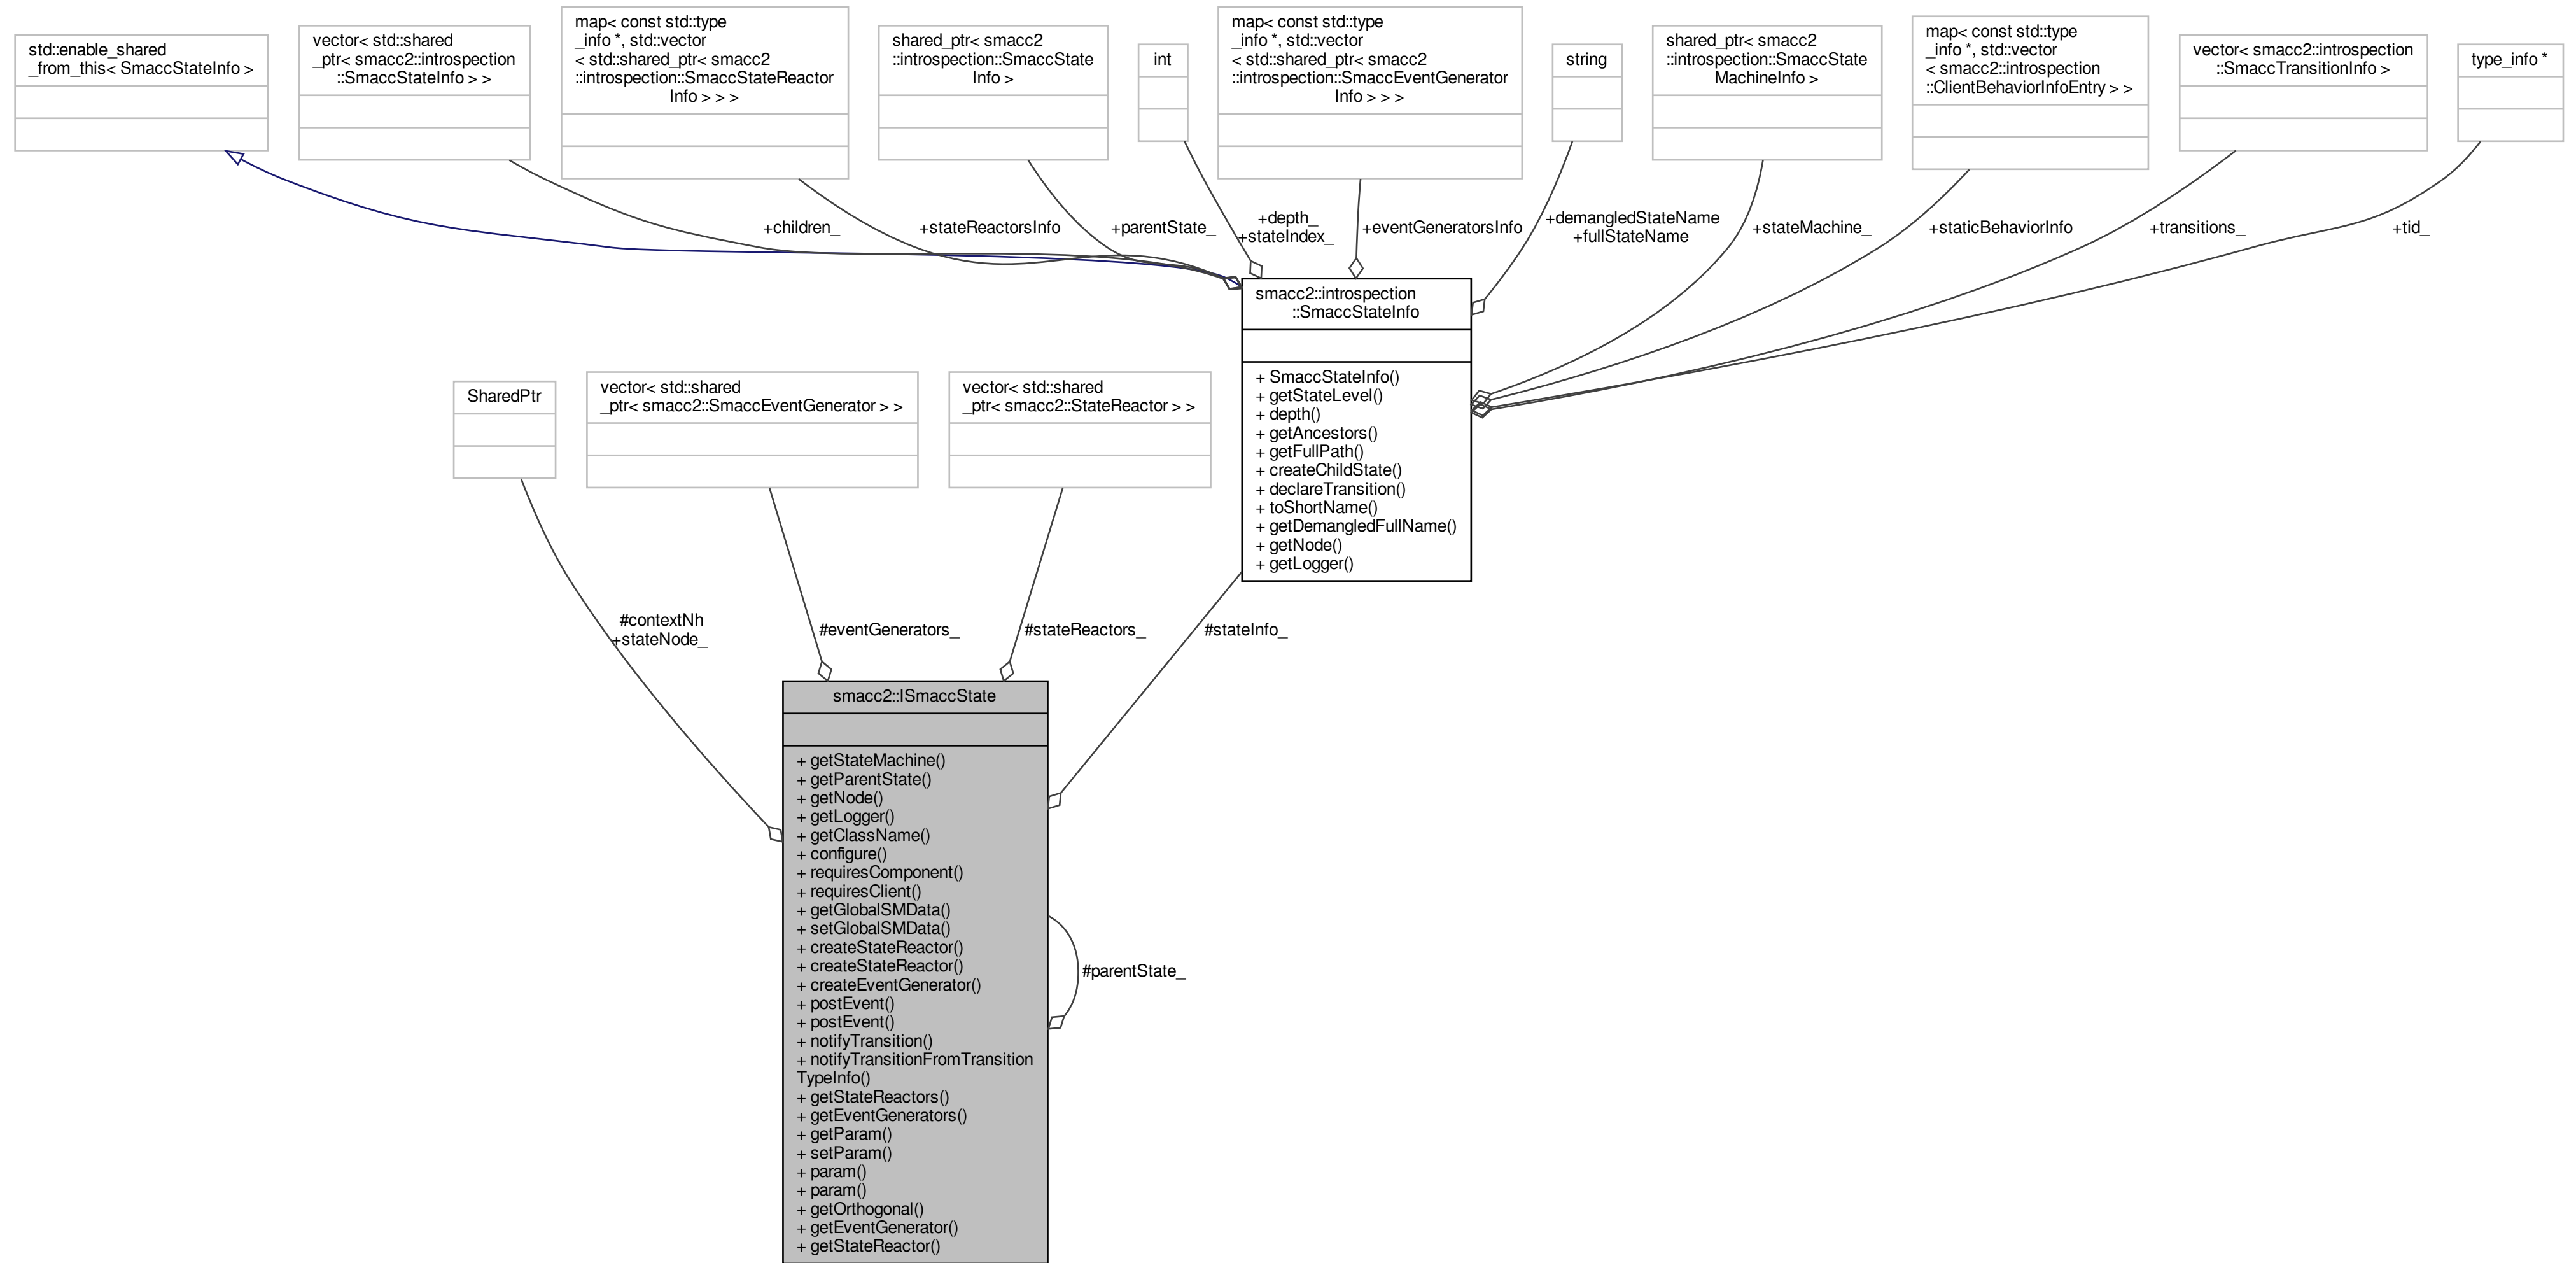 std::enable_shared
_from_this< SmaccStateInfo >
vector< std::shared
_ptr< smacc2::introspection
::SmaccStateInfo > >
map< const std::type
_info *, std::vector
< std::shared_ptr< smacc2
::introspection::SmaccStateReactor
Info > > >
shared_ptr< smacc2
::introspection::SmaccState
Info >
int
map< const std::type
_info *, std::vector
< std::shared_ptr< smacc2
::introspection::SmaccEventGenerator
Info > > >
string
shared_ptr< smacc2
::introspection::SmaccState
MachineInfo >
map< const std::type
_info *, std::vector
< smacc2::introspection
::ClientBehaviorInfoEntry > >
vector< smacc2::introspection
::SmaccTransitionInfo >
type_info *
+children_
+stateReactorsInfo
+parentState_
+depth_
+stateIndex_
+eventGeneratorsInfo
+demangledStateName
+fullStateName
+stateMachine_
+staticBehaviorInfo
+transitions_
+tid_
smacc2::introspection
::SmaccStateInfo
+ SmaccStateInfo()
+ getStateLevel()
+ depth()
+ getAncestors()
+ getFullPath()
+ createChildState()
+ declareTransition()
+ toShortName()
+ getDemangledFullName()
+ getNode()
+ getLogger()
SharedPtr
vector< std::shared
_ptr< smacc2::SmaccEventGenerator > >
vector< std::shared
_ptr< smacc2::StateReactor > >
#contextNh
+stateNode_
#eventGenerators_
#stateReactors_
#stateInfo_
smacc2::ISmaccState
+ getStateMachine()
+ getParentState()
+ getNode()
+ getLogger()
+ getClassName()
+ configure()
+ requiresComponent()
+ requiresClient()
+ getGlobalSMData()
+ setGlobalSMData()
+ createStateReactor()
+ createStateReactor()
+ createEventGenerator()
+ postEvent()
+ postEvent()
+ notifyTransition()
+ notifyTransitionFromTransition
TypeInfo()
+ getStateReactors()
+ getEventGenerators()
+ getParam()
+ setParam()
+ param()
+ param()
+ getOrthogonal()
+ getEventGenerator()
+ getStateReactor()
#parentState_